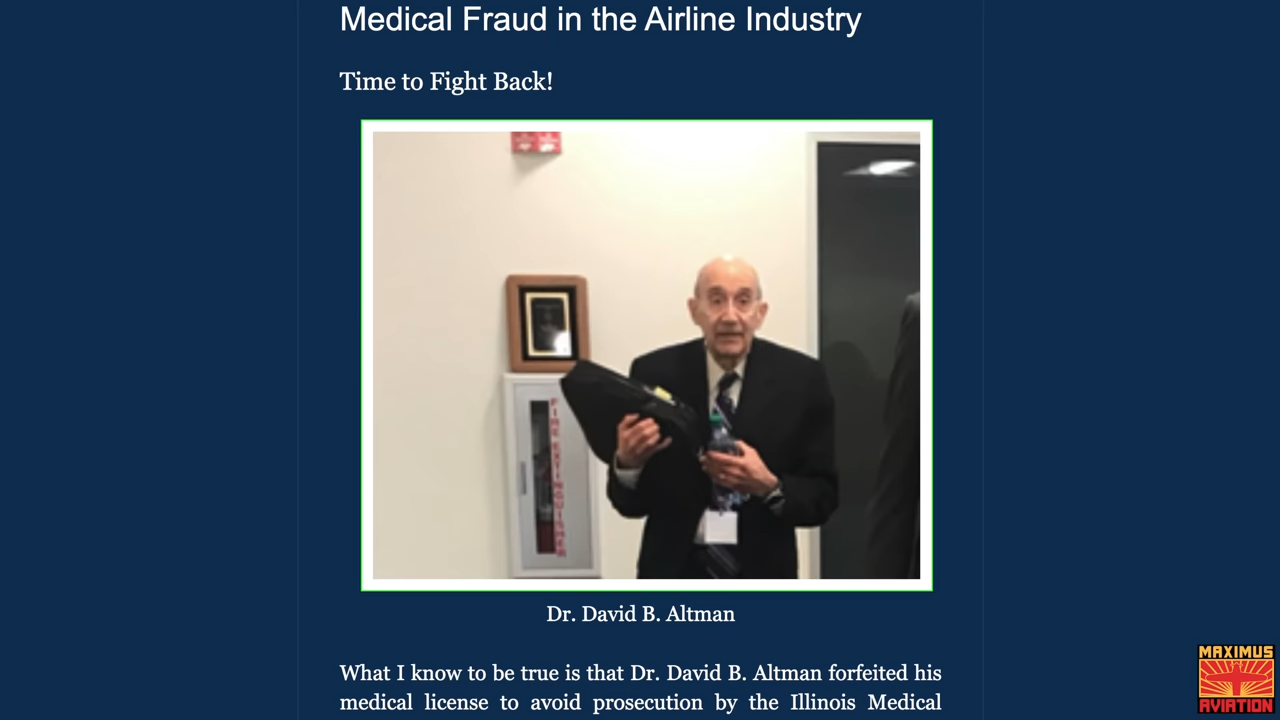 Medical Fraud in the Airline Industry
Time to Fight Back!
FIRE EXTINGUISHER
Dr. David B. Altman
What I know to be true is that Dr. David B. Altman forfeited his
medical license to avoid prosecution by the Illinois Medical
MAXIMUS
AVIATION